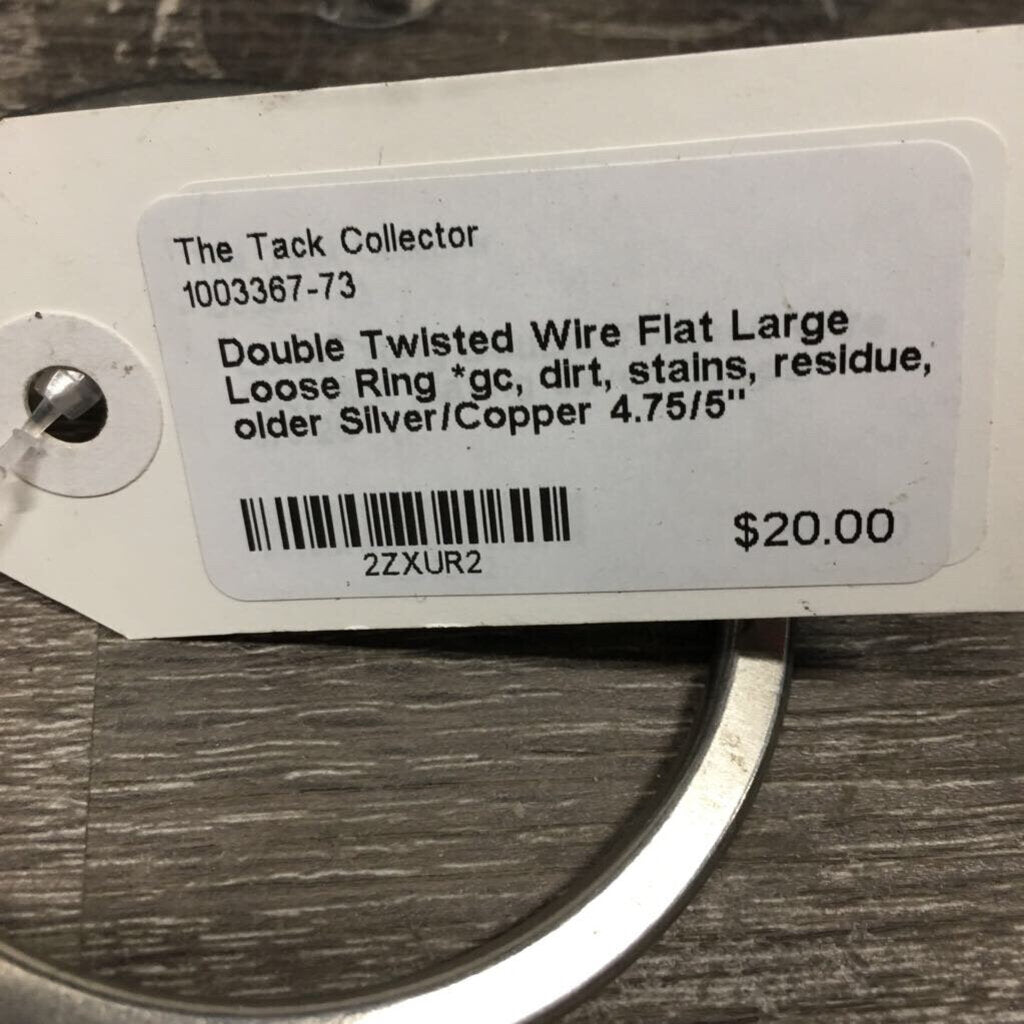 The Tack Collector
1003367-73
Double Twisted Wire Flat Large
Loose Ring *gc, dirt, stains, residue,
older Silver/Copper 4.75/5"
2ZXUR2
$20.00